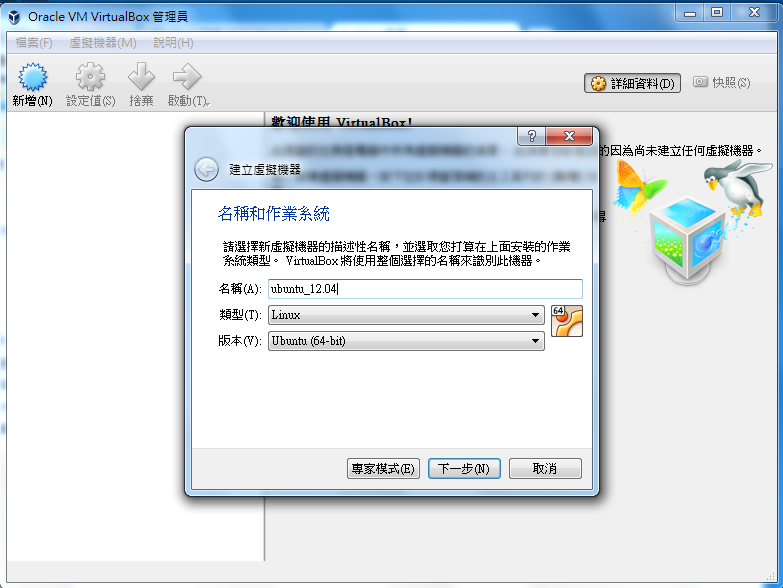 Oracle VM VirtualBox 管理員
檔案(F) 虛擬機器(M) 說明(H)
新增(N) 設定值(S) 捨棄 啟動(T)
詳細資料(D) 快照(S)
歡迎使用 VirtualBox!
的因為尚未建立任何虛擬機器。
建立虛擬機器
名稱和作業系統
請選擇新虛擬機器的描述性名稱，並選取您打算在上面安裝的作業
系統類型。 VirtualBox 將使用整個選擇的名稱來識別此機器。
名稱(A): ubuntu_12.04
類型(T): Linux
64
版本(V): Ubuntu (64-bit)
專家模式(E) 下一步(N) 取消